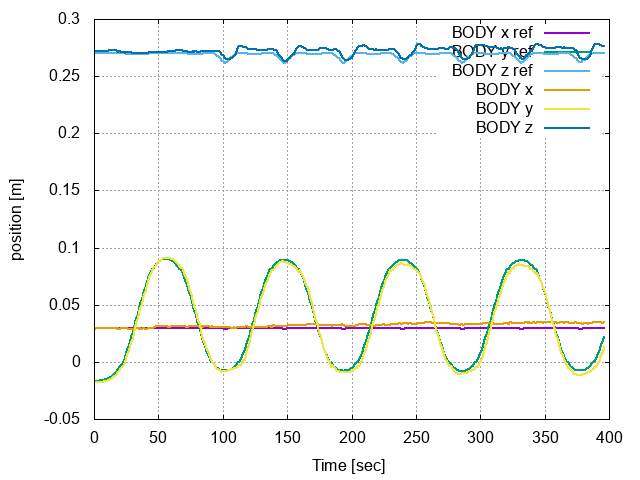 0.3
0.25
0.2
0.15
0.1
0.05
0
-0.05
position [m]
BODY x ref
BODY y ref
BODY z ref
BODY x
BODY y
BODY z
0 50 100 150 200 250 300 350 400
Time [sec]